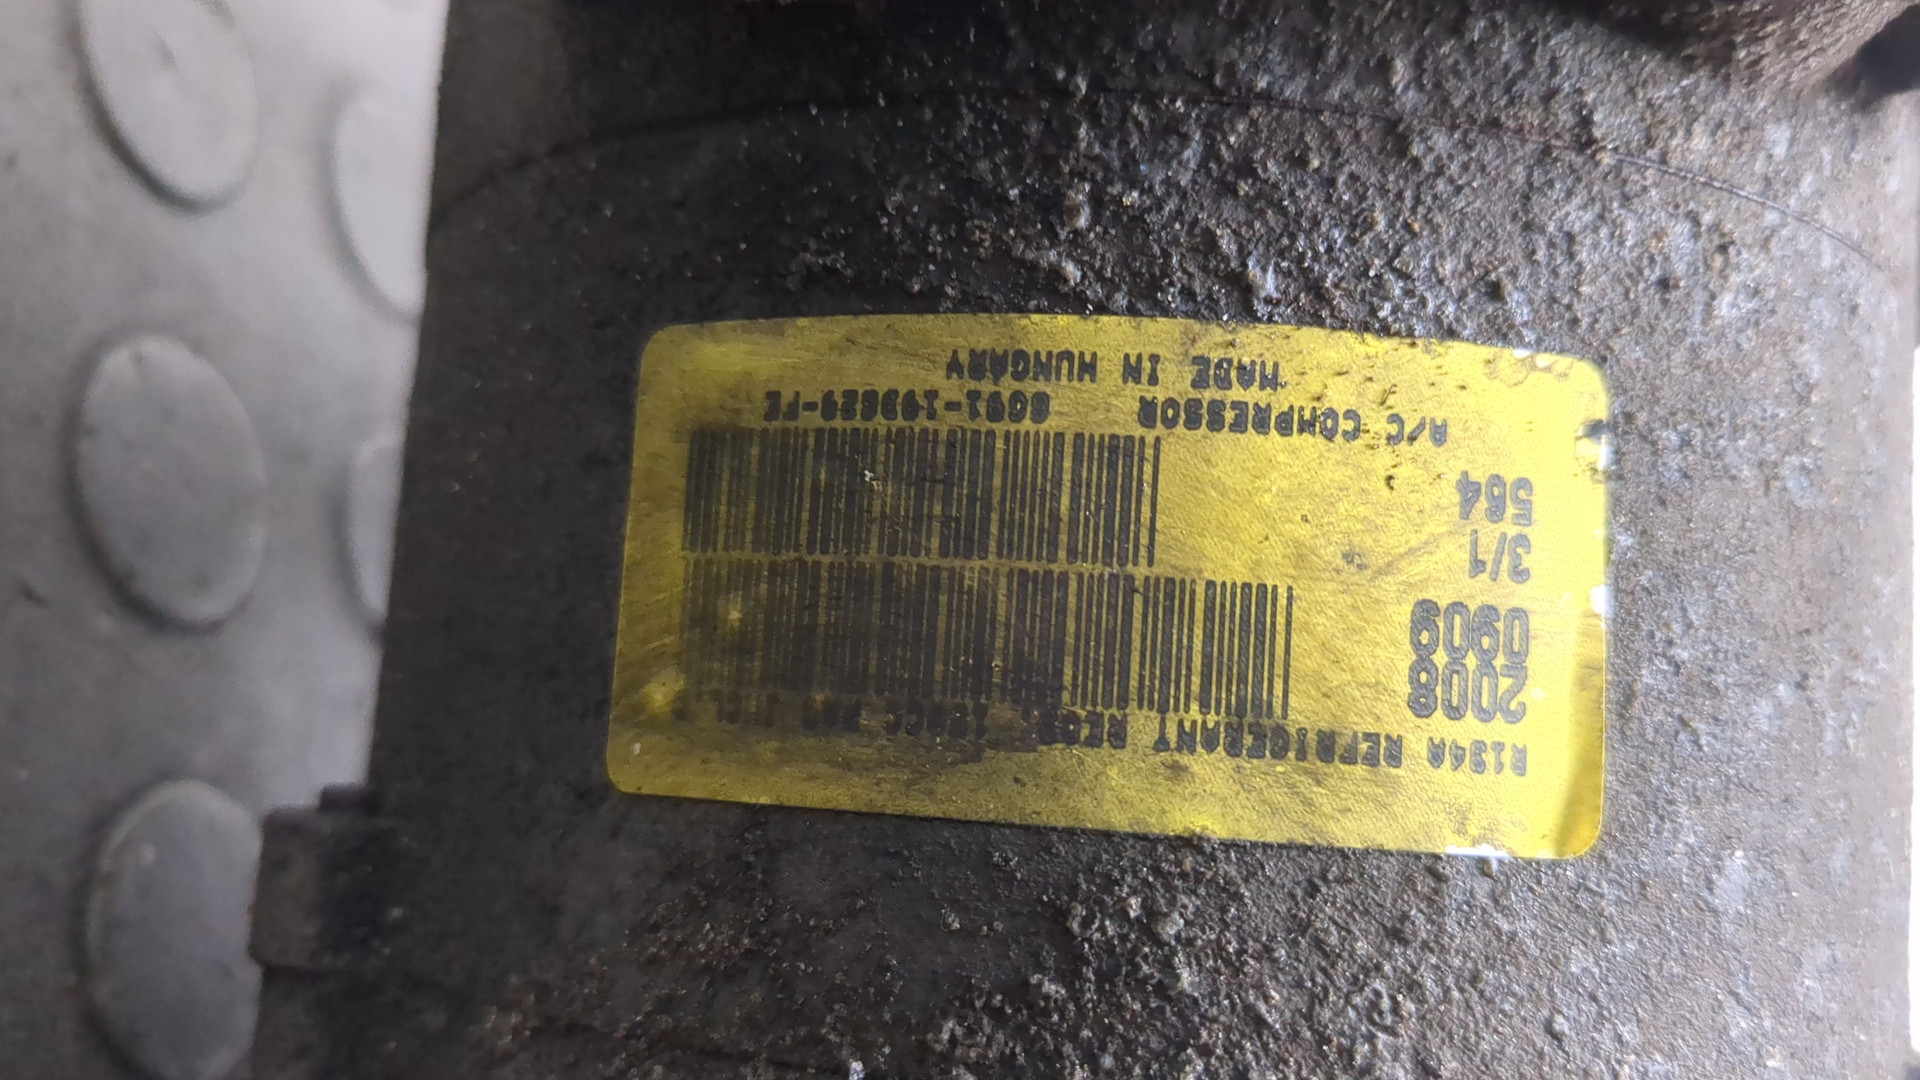 R134A REFRIGERANT
2008
0909
3/1
564
A/C COMPRESSOR 6G91-19D629-FE
MADE IN HUNGARY